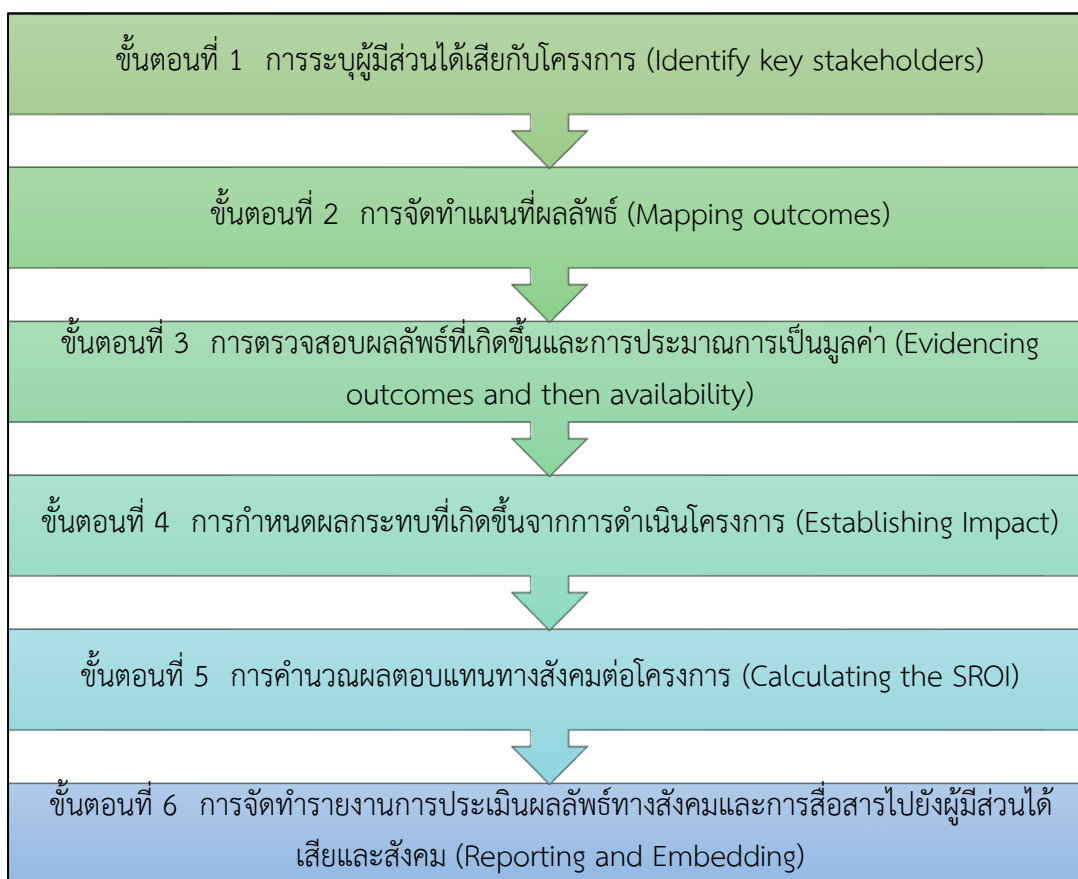 ขั้นตอนที่ 1 การระบุผู้มีส่วนได้เสียกับโครงการ (Identify key stakeholders)
ขั้นตอนที่ 2 การจัดทำแผนที่ผลลัพธ์ (Mapping outcomes)
ขั้นตอนที่ 3 การตรวจสอบผลลัพธ์ที่เกิดขึ้นและการประมาณการเป็นมูลค่า (Evidencing
outcomes and then availability)
ขั้นตอนที่ 4 การกำหนดผลกระทบที่เกิดขึ้นจากการดำเนินโครงการ (Establishing Impact)
ขั้นตอนที่ 5 การคำนวณผลตอบแทนทางสังคมต่อโครงการ (Calculating the SROI)
ขั้นตอนที่ 6 การจัดทำรายงานการประเมินผลลัพธ์ทางสังคมและการสื่อสารไปยังผู้มีส่วนได้
เสียและสังคม (Reporting and Embedding)